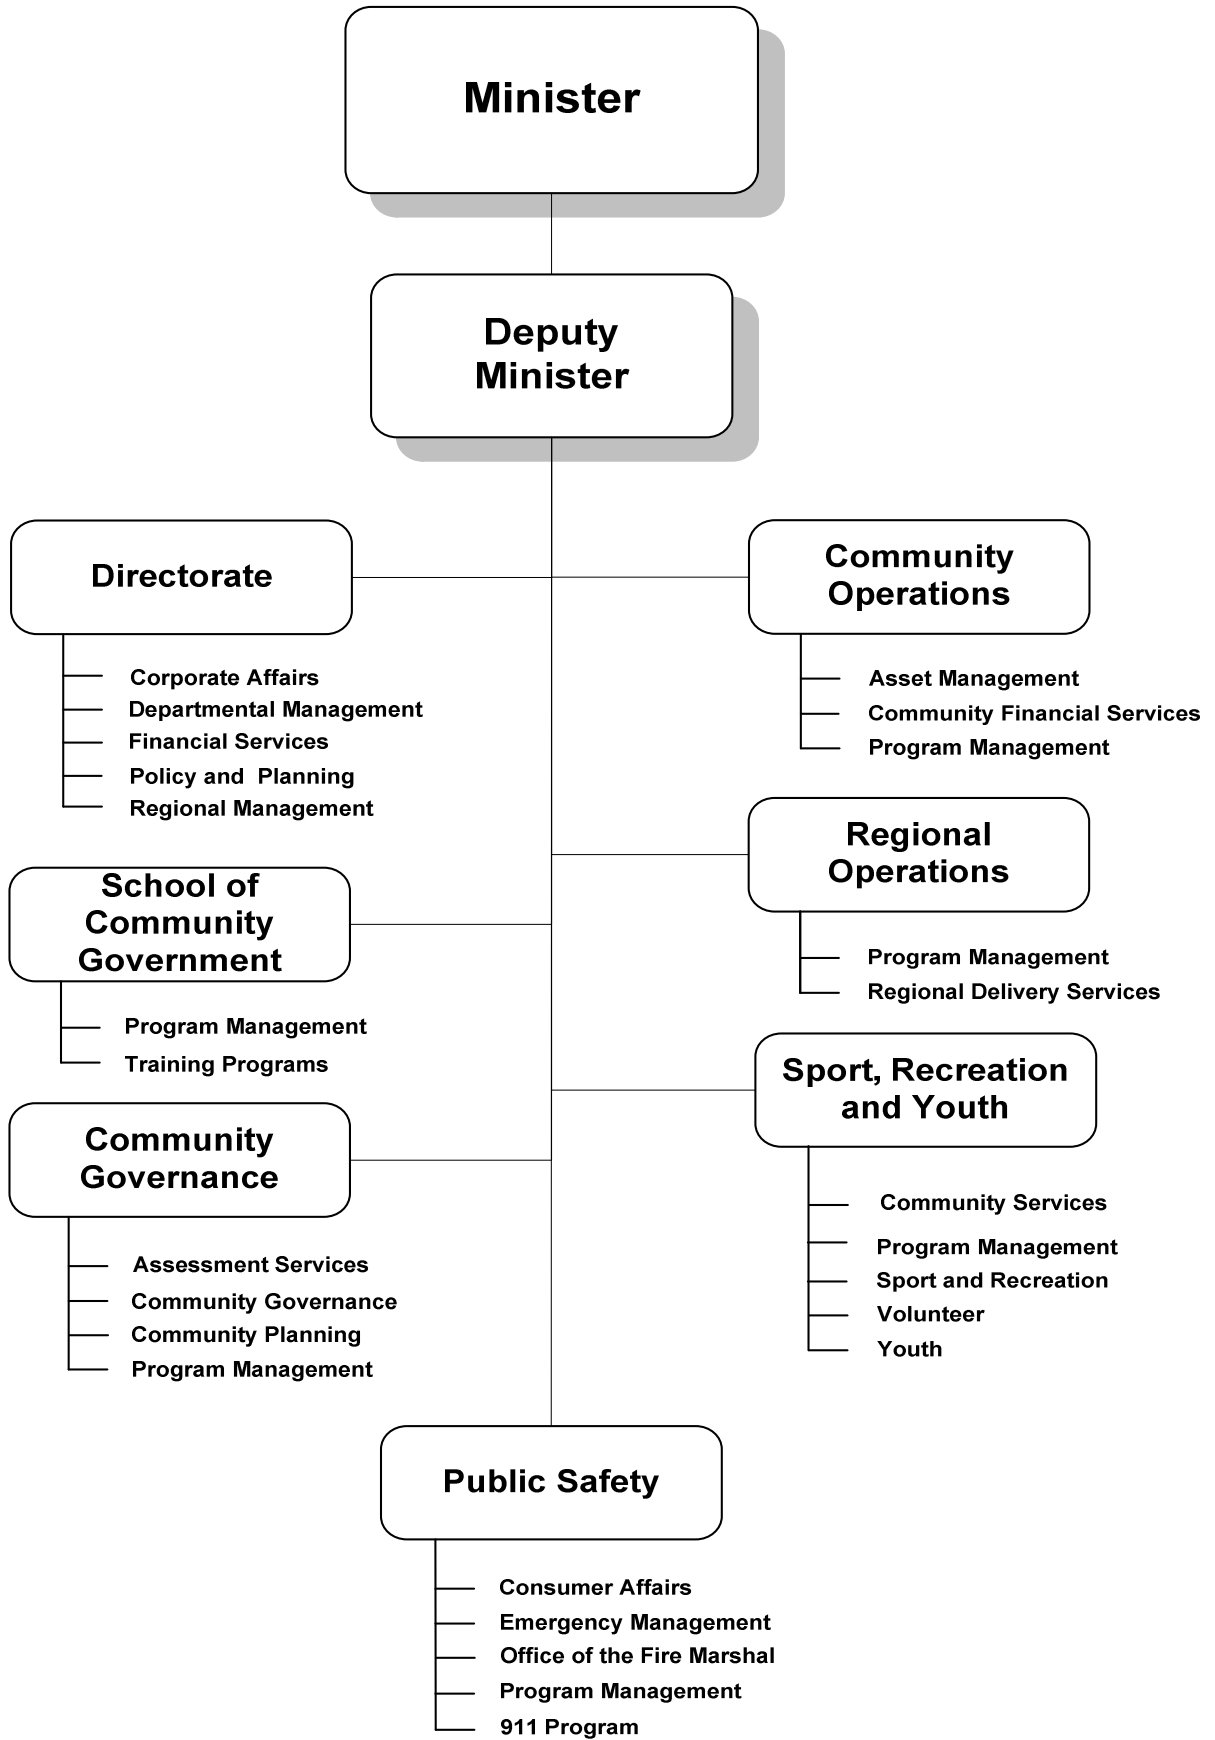 Minister
Deputy
Minister
Directorate
Corporate Affairs
Departmental Management
Financial Services
Policy and  Planning
Regional Management
Community
Operations
Asset Management
Community Financial Services
Program Management
School of
Community
Government
Program Management
Training Programs
Regional
Operations
Program Management
Regional Delivery Services
Community
Governance
Assessment Services
Community Governance
Community Planning
Program Management
Sport, Recreation
and Youth
Community Services
Program Management
Sport and Recreation
Volunteer
Youth
Public Safety
Consumer Affairs
Emergency Management
Office of the Fire Marshal
Program Management
911 Program